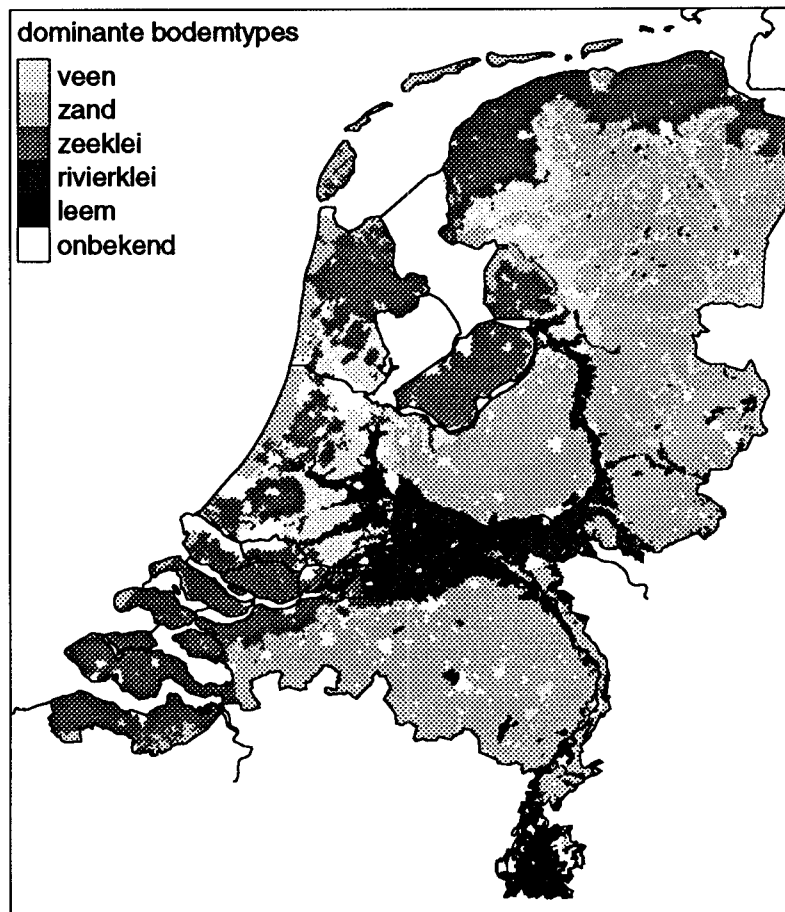 dominante bodemtypes
veen
zand
zeeklei
rivierklei
leem
onbekend